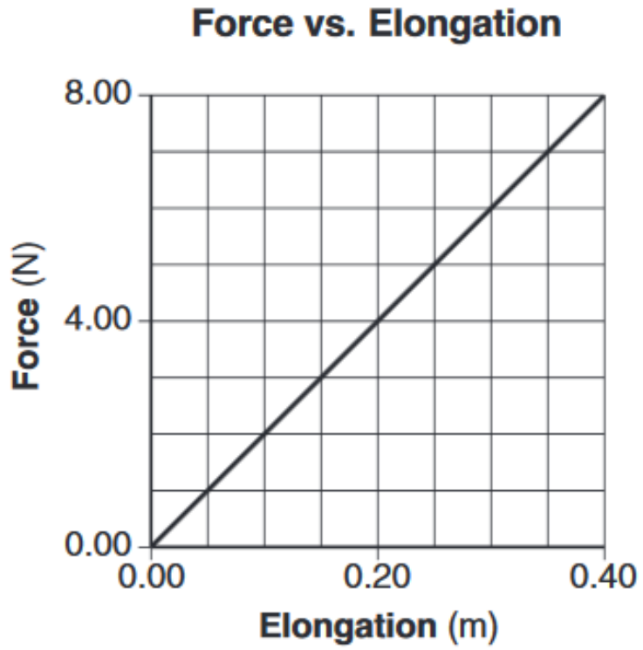 Force vs. Elongation
8.00
4.00
0.00
Force (N)
0.00 0.20 0.40
Elongation (m)